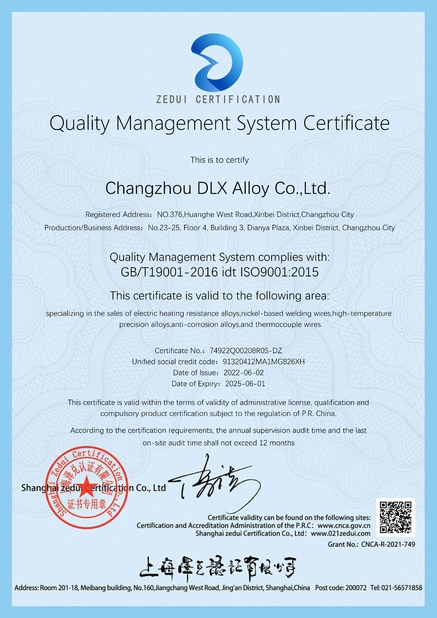 ZEDUI CERTIFICATION
Quality Management System Certificate
This is to certify
Changzhou DLX Alloy Co.,Ltd.
Registered Address: NO.376,Huanghe West Road,Xinbei District,Changzhou City
Production/Business Address: No.23-25, Floor 4, Building 3, Dianya Plaza, Xinbei District, Changzhou City
Quality Management System complies with:
GB/T19001-2016 idt ISO9001:2015
This certificate is valid to the following area:
specializing in the sales of electric heating resistance alloys,nickel-based welding wires,high-temperature
precision alloys,anti-corrosion alloys,and thermocouple wires.
Certificate No.: 74922Q00208R0S-DZ
Unified social credit code: 91320412MA1MGB26XH
Date of Issue: 2022-06-02
Date of Expiry: 2025-06-01
This certificate is valid within the terms of validity of administrative license, qualification and
compulsory product certification subject to the regulation of P.R. China.
According to the certification requirements, the annual supervision audit time and the last
on-site audit time shall not exceed 12 months
Shanghai Zedui Certification Co., Ltd
Shanghai zedui Certification Co., Ltd
上海泽兑认证有限公司
证书专用章
Certificate validity can be found on the following sites:
Certification and Accreditation Administration of the P.R.C: www.cnca.gov.cn
Shanghai zedui Certification Co., Ltd: www.021zedui.com
Grant No.: CNCA-R-2021-749
上海泽兑认证有限公司
Address: Room 201-18, Meibang building, No.160,Jiangchang West Road, Jing'an District, Shanghai,China Post code: 200072 Tel: 021-56571858